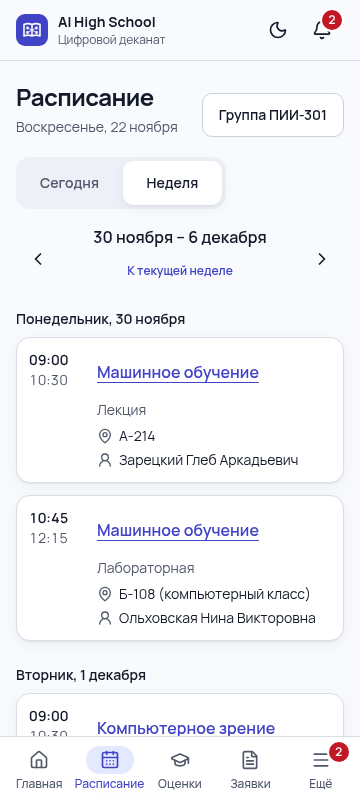 AI High School
Цифровой деканат
2
Расписание
Воскресенье, 22 ноября
Группа ПИИ-301
Сегодня
Неделя
30 ноября – 6 декабря
К текущей неделе
Понедельник, 30 ноября
09:00
10:30
Машинное обучение
Лекция
А-214
Зарецкий Глеб Аркадьевич
10:45
12:15
Машинное обучение
Лабораторная
Б-108 (компьютерный класс)
Ольховская Нина Викторовна
Вторник, 1 декабря
09:00
10:30
Компьютерное зрение
2
Главная
Расписание
Оценки
Заявки
Ещё